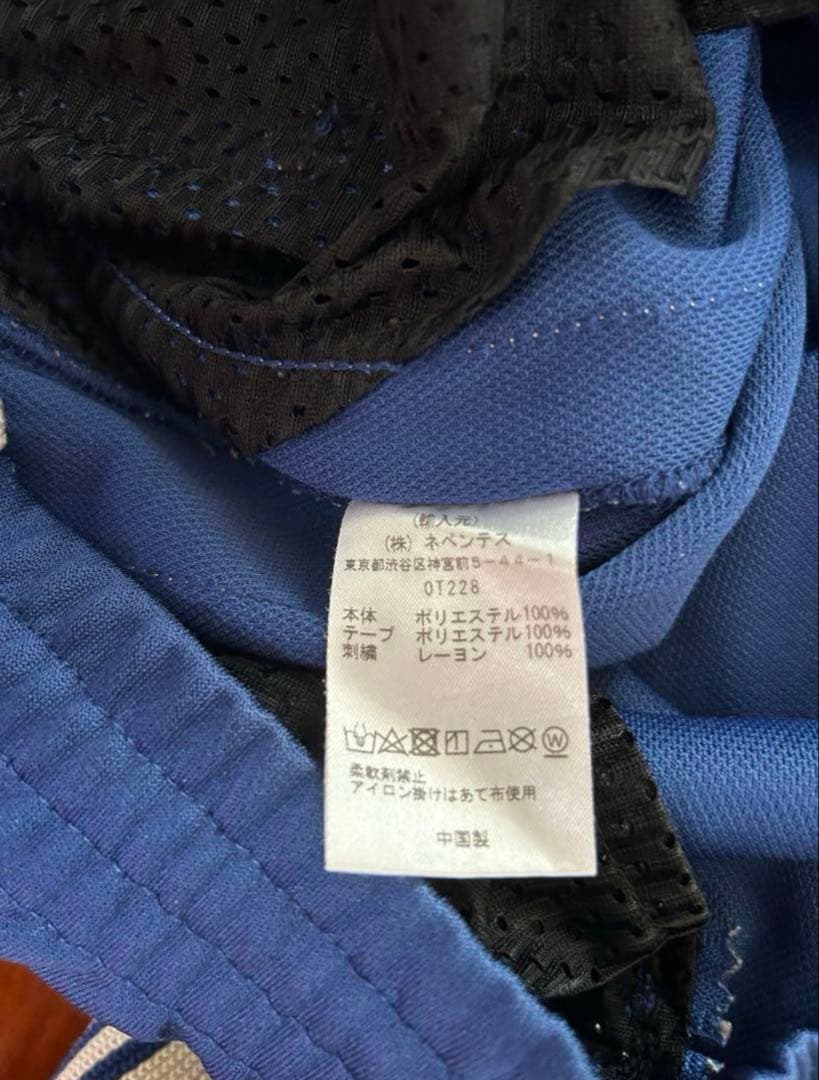 (輸入元)
(株) ネペンテス
東京都渋谷区神宮前5-44-1
OT228
本体 ポリエステル100%
テープ ポリエステル100%
刺繍 レーヨン 100%
W
柔軟剤禁止
アイロン掛けはあて布使用
中国製